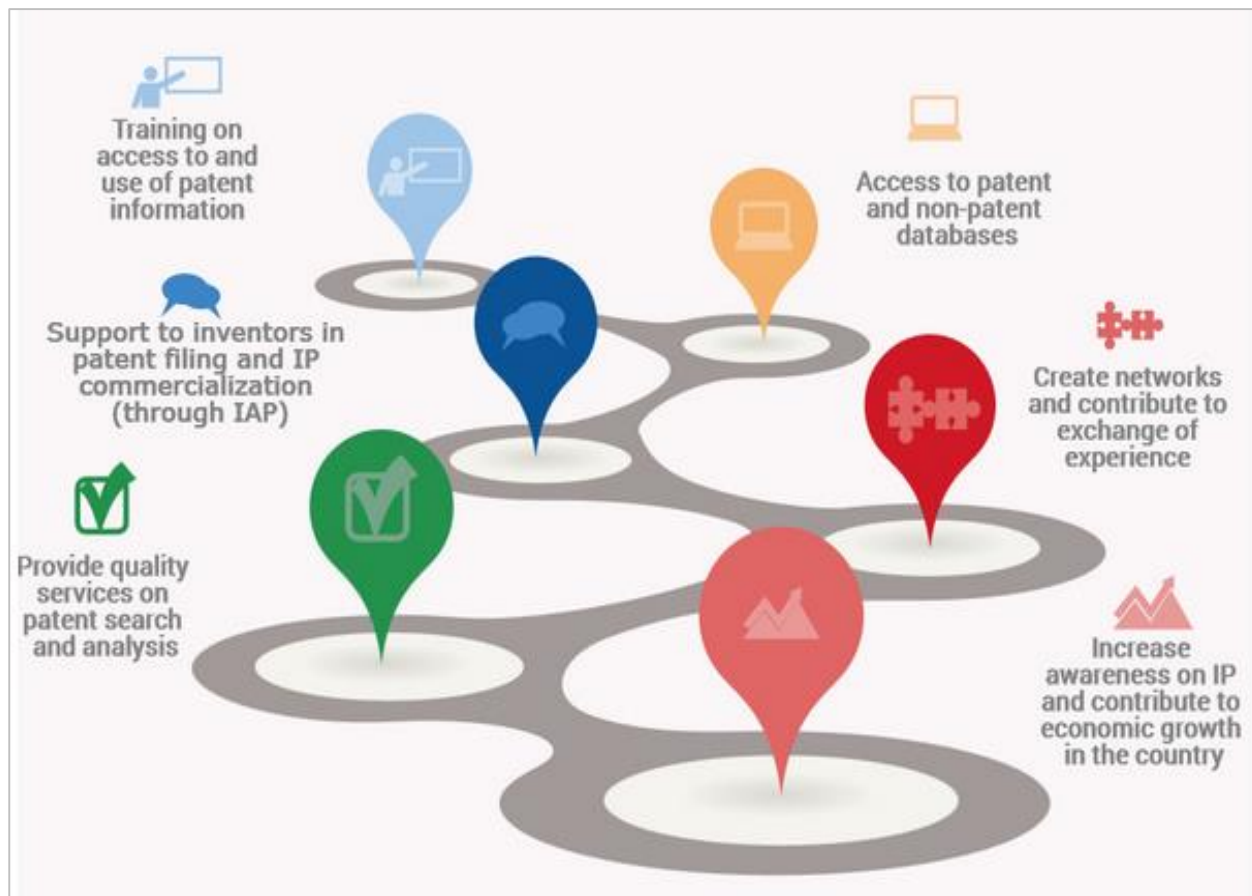 Training on
access to and
use of patent
information
Access to patent
and non-patent
databases
Support to inventors in
patent filing and IP
commercialization
(through IAP)
Create networks
and contribute to
exchange of
experience
Provide quality
services on
patent search
and analysis
Increase
awareness on IP
and contribute to
economic growth
in the country